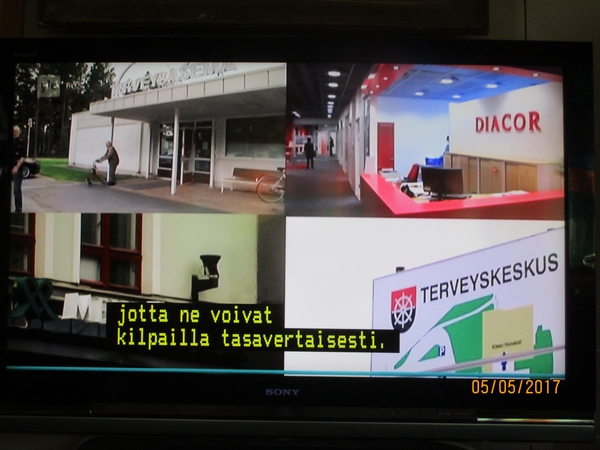 DIACOR
TERVEYSKESKUS
jotta ne voivat
kilpailla tasavertaisesti.
SONY
05/05/2017